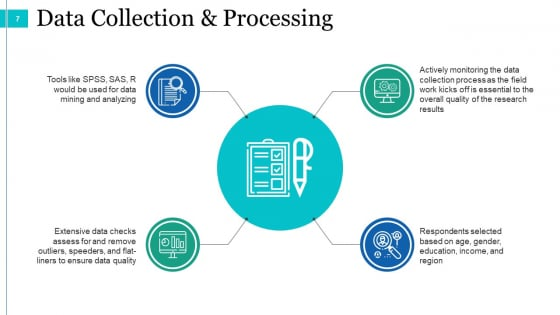 7
Data Collection & Processing
Tools like SPSS, SAS, R
would be used for data
mining and analyzing
Actively monitoring the data
collection process as the field
work kicks off is essential to the
overall quality of the research
results
Extensive data checks
assess for and remove
outliers, speeders, and flat-
liners to ensure data quality
Respondents selected
based on age, gender,
education, income, and
region